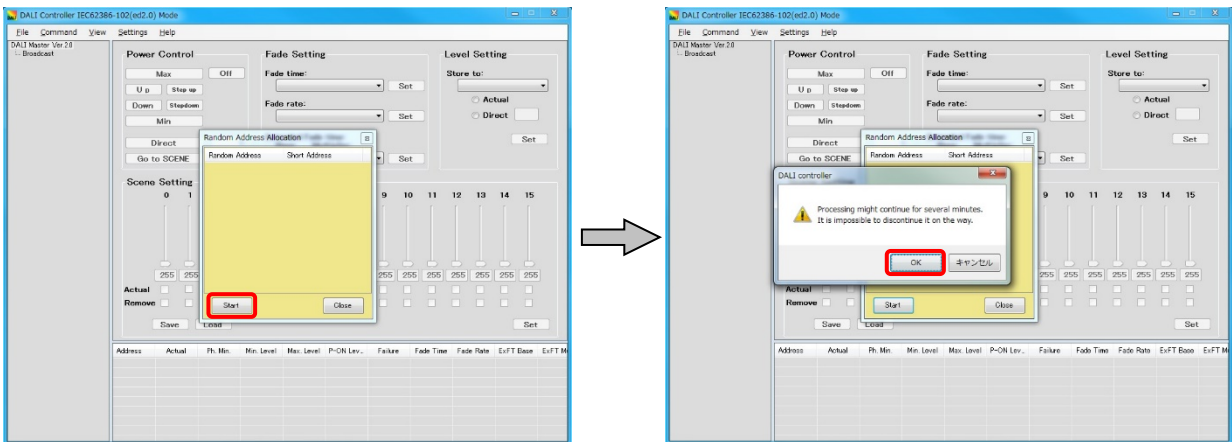 DALI Controller IEC62386-102(ed2.0) Mode
File Command View Settings Help
DALI Master Ver.2.0
Broadcast
Power Control
Fade Setting
Level Setting
Max Off
Fade time:
Store to:
Up Step up
Set
Actual
Down Stepdown
Fade rate:
Direct
Min
Set
Random Address Allocation
Direct
Set
Random Address Short Address
Go to SCENE
Set
Scene Setting
0 1 9 10 11 12 13 14 15
255 255 255 255 255 255 255 255 255
Actual
Remove
Start Close
Save Load Set
Address Actual Ph. Min. Min. Level Max. Level P-ON Lev.. Failure Fade Time Fade Rate ExFT Base ExFT M
DALI Controller IEC62386-102(ed2.0) Mode
File Command View Settings Help
DALI Master Ver.2.0
Broadcast
Power Control
Fade Setting
Level Setting
Max Off
Fade time:
Store to:
Up Step up
Set
Actual
Down Stepdown
Fade rate:
Direct
Min
Set
Random Address Allocation
Direct
Set
Random Address Short Address
Go to SCENE
Set
DALI controller
Processing might continue for several minutes.
It is impossible to discontinue it on the way.
OK キャンセル
9 10 11 12 13 14 15
255 255 255 255 255 255 255
Actual
Remove
Start Close
Save Load Set
Address Actual Ph. Min. Min. Level Max. Level P-ON Lev.. Failure Fade Time Fade Rate ExFT Base ExFT M